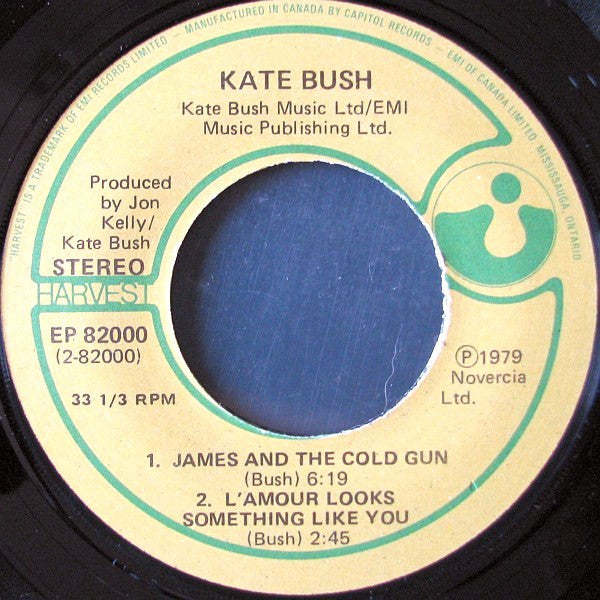 "HARVEST" IS A TRADEMARK OF EMI RECORDS LIMITED – MANUFACTURED IN CANADA BY CAPITOL RECORDS – EMI OF CANADA LIMITED, MISSISSAUGA, ONTARIO.
KATE BUSH
Kate Bush Music Ltd/EMI
Music Publishing Ltd.
Produced
by Jon
Kelly/
Kate Bush
STEREO
HARVEST
EP 82000
(2-82000)
33 1/3 RPM
Ⓟ1979
Novercia
Ltd.
1. JAMES AND THE COLD GUN
(Bush) 6:19
2. L'AMOUR LOOKS
SOMETHING LIKE YOU
(Bush) 2:45